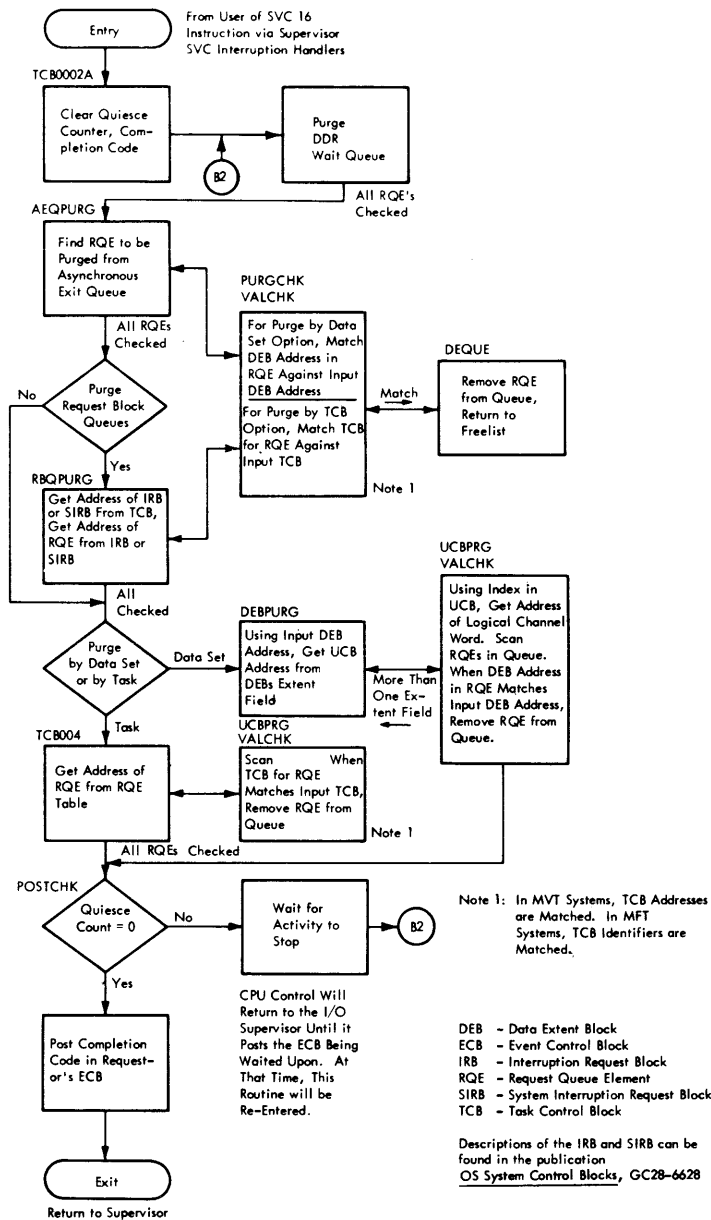 Entry
From User of SVC 16
Instruction via Supervisor
SVC Interruption Handlers
TCB0002A
Clear Quiesce
Counter, Com-
pletion Code
B2
Purge
DDR
Wait Queue
All RQE's
Checked
AEQPURG
Find RQE to be
Purged from
Asynchronous
Exit Queue
All RQEs
Checked
PURGCHK
VALCHK
For Purge by Data
Set Option, Match
DEB Address in
RQE Against Input
DEB Address
For Purge by TCB
Option, Match TCB
for RQE Against
Input TCB
Note 1
Match
DEQUE
Remove RQE
from Queue,
Return to
Freelist
No
Purge
Request Block
Queues
Yes
RBQPURG
Get Address of IRB
or SIRB From TCB,
Get Address of
RQE from IRB or
SIRB
All
Checked
Purge
by Data Set
or by Task
Data Set
DEBPURG
Using Input DEB
Address, Get UCB
Address from
DEBs Extent
Field
More Than
One Ex-
tent Field
UCBPRG
VALCHK
Using Index in
UCB, Get Address
of Logical Channel
Word. Scan
RQEs in Queue.
When DEB Address
in RQE Matches
Input DEB Address,
Remove RQE from
Queue.
Task
TCB004
Get Address of
RQE from RQE
Table
UCBPRG
VALCHK
Scan When
TCB for RQE
Matches Input TCB,
Remove RQE from
Queue
Note 1
All RQEs Checked
POSTCHK
Quiesce
Count = 0
No
Wait for
Activity to
Stop
B2
CPU Control Will
Return to the I/O
Supervisor Until it
Posts the ECB Being
Waited Upon. At
That Time, This
Routine will be
Re-Entered.
Yes
Post Completion
Code in Request-
or's ECB
Exit
Return to Supervisor
Note 1: In MVT Systems, TCB Addresses
are Matched. In MFT
Systems, TCB Identifiers are
Matched.
DEB - Data Extent Block
ECB - Event Control Block
IRB - Interruption Request Block
RQE - Request Queue Element
SIRB - System Interruption Request Block
TCB - Task Control Block
Descriptions of the IRB and SIRB can be
found in the publication
OS System Control Blocks, GC28-6628